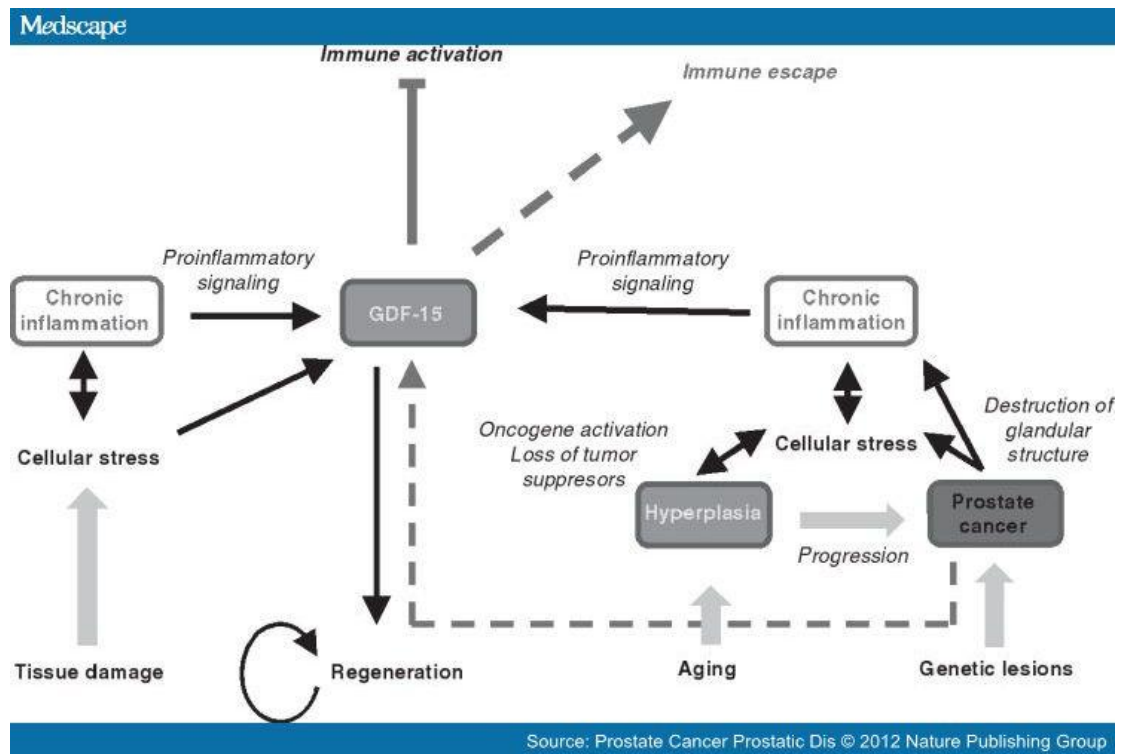 Medscape
Immune activation
Immune escape
Proinflammatory
signaling
Proinflammatory
signaling
Chronic
inflammation
GDF-15
Chronic
inflammation
Cellular stress
Oncogene activation
Loss of tumor
suppresors
Cellular stress
Destruction of
glandular
structure
Hyperplasia
Prostate
cancer
Progression
Tissue damage
Regeneration
Aging
Genetic lesions
Source: Prostate Cancer Prostatic Dis © 2012 Nature Publishing Group